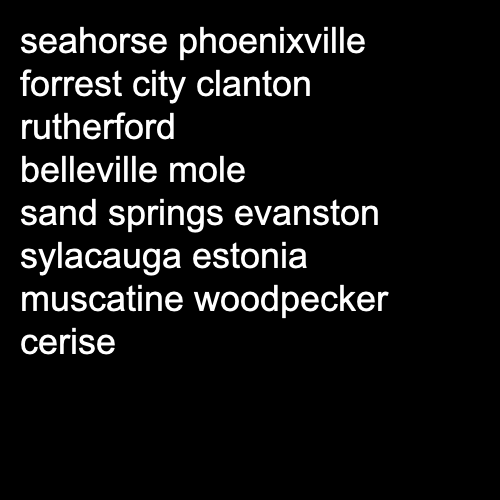 seahorse phoenixville
forrest city clanton
rutherford
belleville mole
sand springs evanston
sylacauga estonia
muscatine woodpecker
cerise